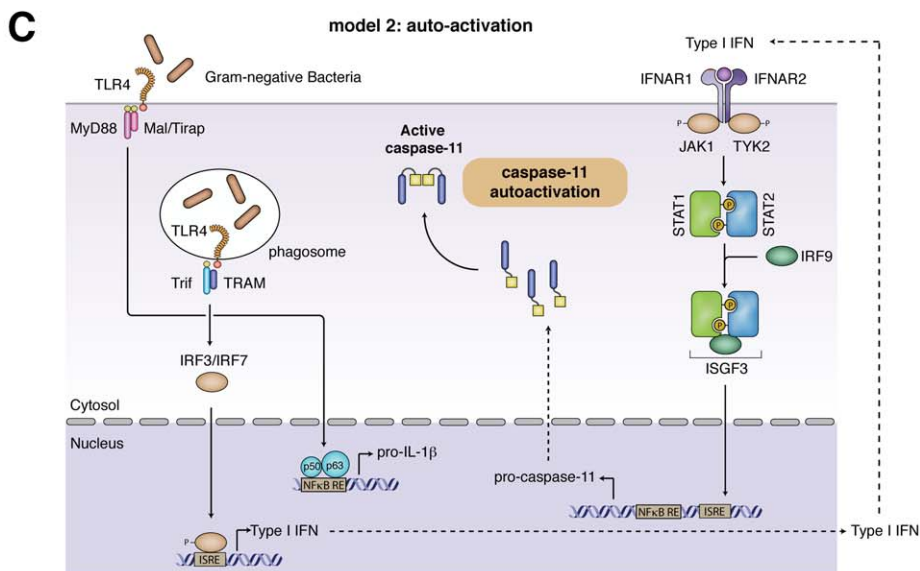 C
model 2: auto-activation
Type I IFN
Gram-negative Bacteria
TLR4
IFNAR1
IFNAR2
MyD88
Mal/Tirap
P
P
JAK1
TYK2
Active
caspase-11
caspase-11
autoactivation
STAT1
P
P
STAT2
TLR4
phagosome
IRF9
Trif
TRAM
P
P
IRF3/IRF7
ISGF3
Cytosol
Nucleus
p50
p63
pro-IL-1β
NFκB RE
pro-caspase-11
NFκB RE
ISRE
P
Type I IFN
Type I IFN
ISRE